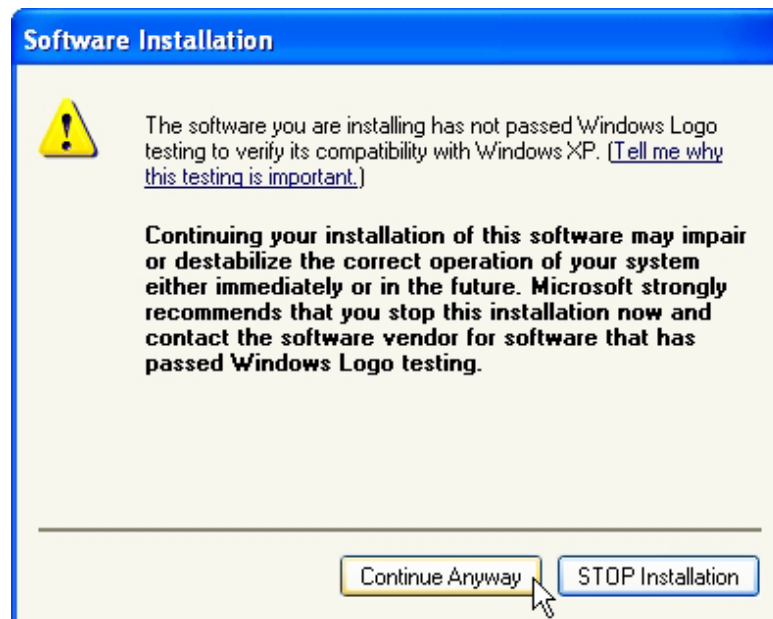 Software Installation
The software you are installing has not passed Windows Logo
testing to verify its compatibility with Windows XP. (Tell me why
this testing is important.)
Continuing your installation of this software may impair
or destabilize the correct operation of your system
either immediately or in the future. Microsoft strongly
recommends that you stop this installation now and
contact the software vendor for software that has
passed Windows Logo testing.
Continue Anyway
STOP Installation